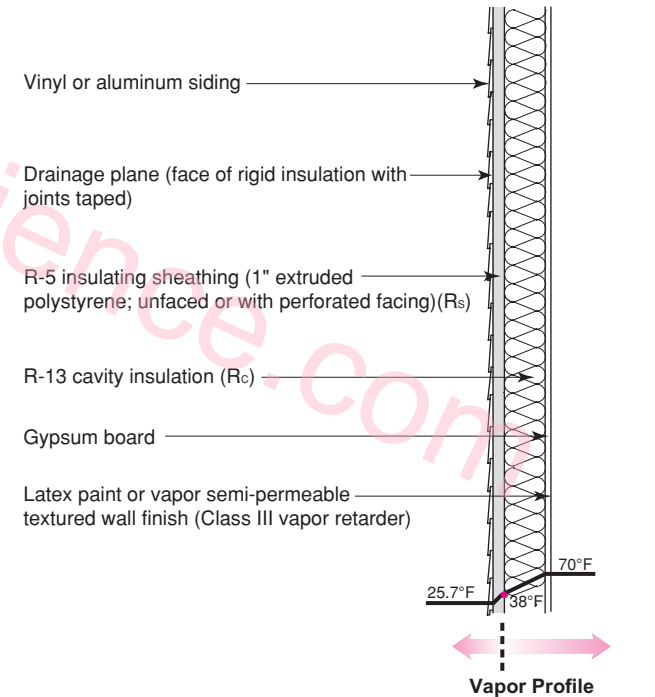 Vinyl or aluminum siding
Drainage plane (face of rigid insulation with
joints taped)
R-5 insulating sheathing (1" extruded
polystyrene; unfaced or with perforated facing)(Rs)
R-13 cavity insulation (Rc)
Gypsum board
Latex paint or vapor semi-permeable
textured wall finish (Class III vapor retarder)
70°F
25.7°F
38°F
Vapor Profile
ience.com